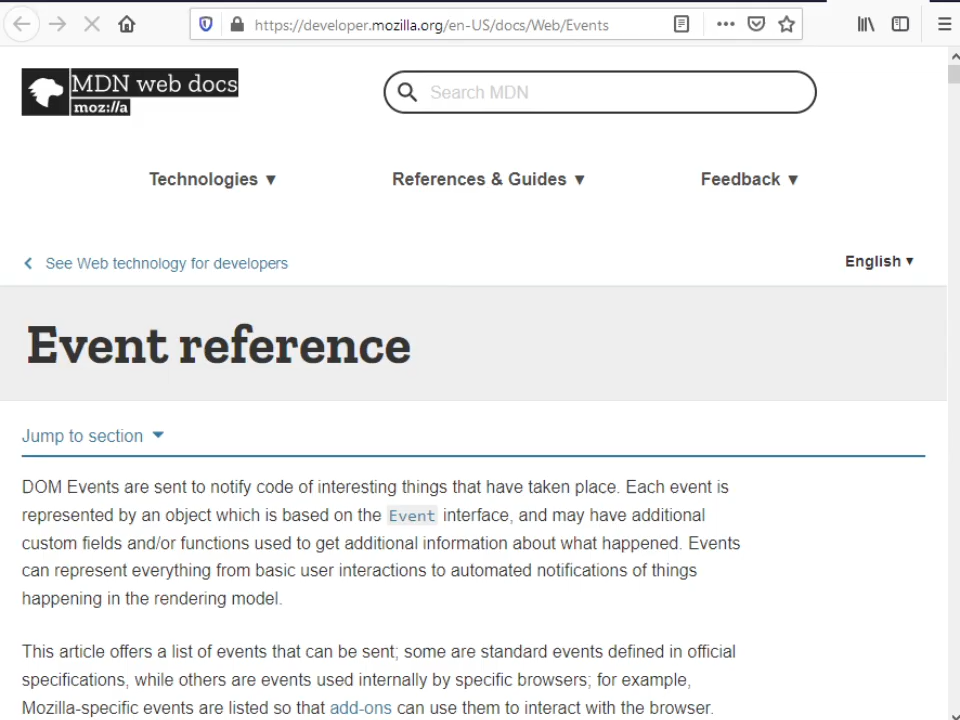 https://developer.mozilla.org/en-US/docs/Web/Events
MDN web docs
moz://a
Search MDN
Technologies ▼
References & Guides ▼
Feedback ▼
See Web technology for developers
English ▼
Event reference
Jump to section
DOM Events are sent to notify code of interesting things that have taken place. Each event is
represented by an object which is based on the Event interface, and may have additional
custom fields and/or functions used to get additional information about what happened. Events
can represent everything from basic user interactions to automated notifications of things
happening in the rendering model.
This article offers a list of events that can be sent; some are standard events defined in official
specifications, while others are events used internally by specific browsers; for example,
Mozilla-specific events are listed so that add-ons can use them to interact with the browser.